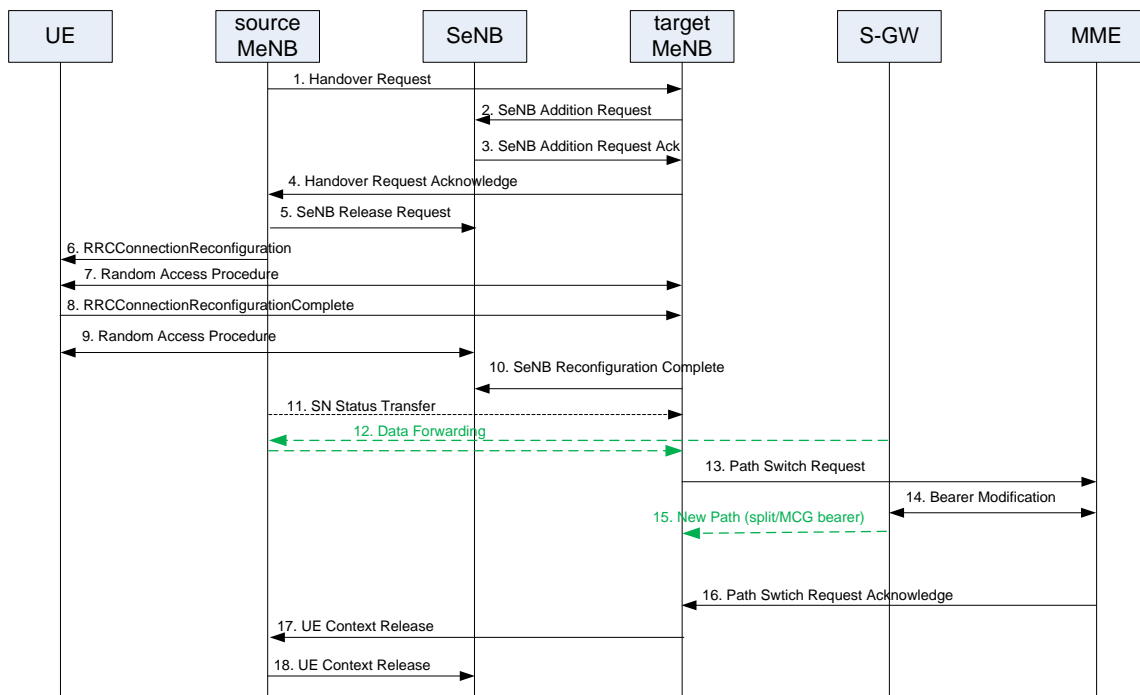 UE
source
MeNB
SeNB
target
MeNB
S-GW
MME
1. Handover Request
2. SeNB Addition Request
3. SeNB Addition Request Ack
4. Handover Request Acknowledge
5. SeNB Release Request
6. RRCConnectionReconfiguration
7. Random Access Procedure
8. RRCConnectionReconfigurationComplete
9. Random Access Procedure
10. SeNB Reconfiguration Complete
11. SN Status Transfer
12. Data Forwarding
13. Path Switch Request
14. Bearer Modification
15. New Path (split/MCG bearer)
16. Path Swtich Request Acknowledge
17. UE Context Release
18. UE Context Release